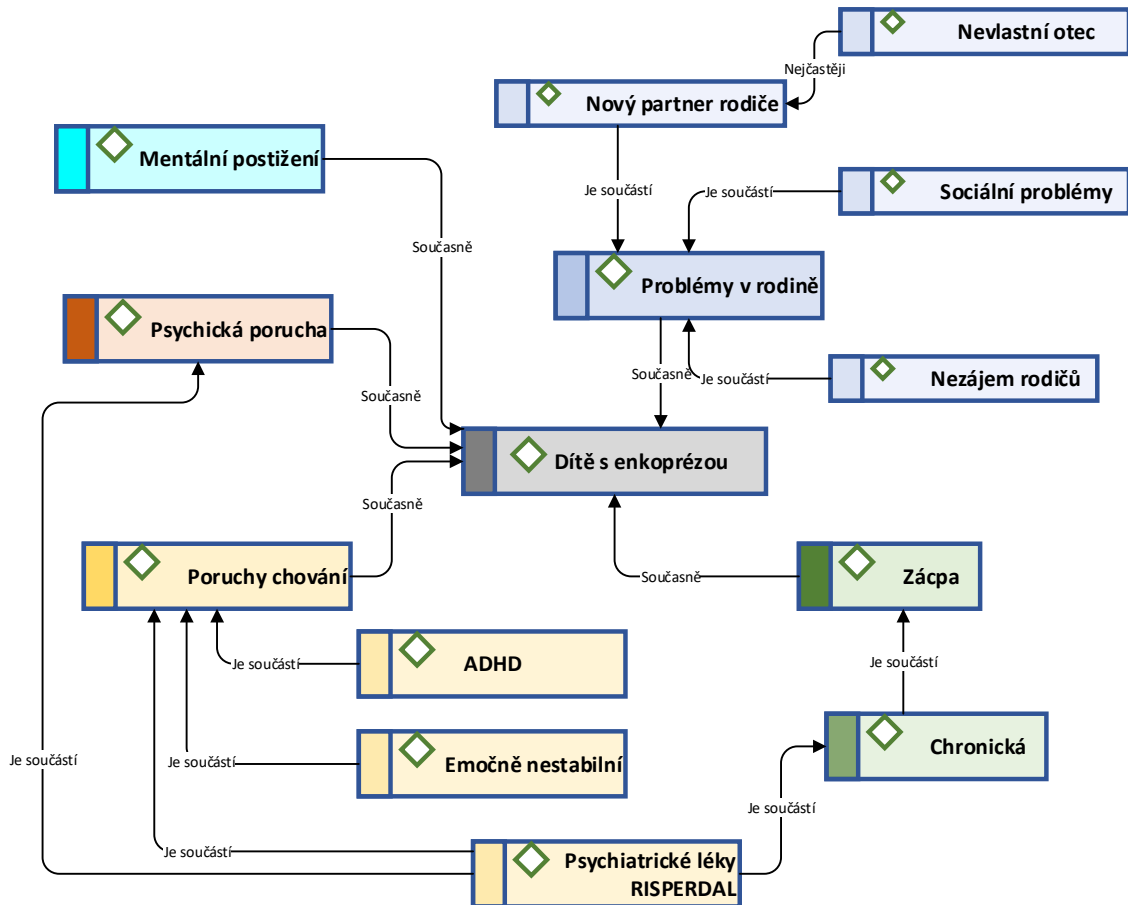 Nevlastní otec
Nejčastěji
Nový partner rodiče
Mentální postižení
Je součástí
Je součástí
Sociální problémy
Současně
Problémy v rodině
Psychická porucha
Současně
Je součástí
Nezájem rodičů
Současně
Dítě s enkoprézou
Současně
Poruchy chování
Současně
Zácpa
Je součástí
ADHD
Je součástí
Je součástí
Je součástí
Emočně nestabilní
Chronická
Je součástí
Je součástí
Psychiatrické léky
RISPERDAL